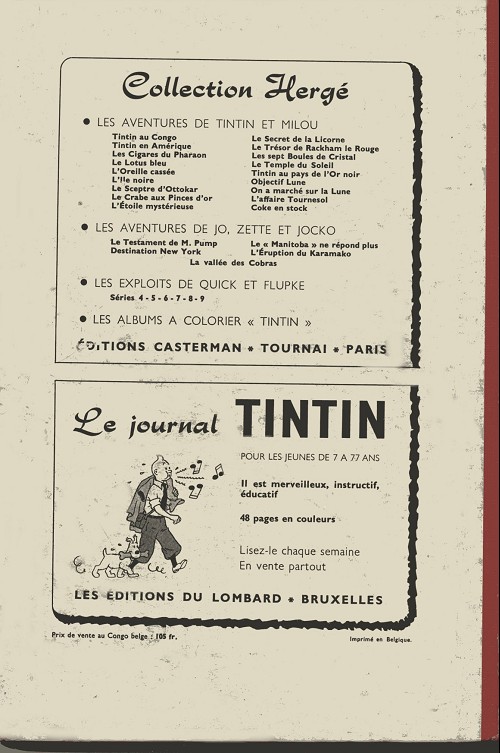 Collection Hergé
● LES AVENTURES DE TINTIN ET MILOU
Tintin au Congo
Tintin en Amérique
Les Cigares du Pharaon
Le Lotus bleu
L'Oreille cassée
L'Île noire
Le Sceptre d'Ottokar
Le Crabe aux Pinces d'or
L'Étoile mystérieuse
Le Secret de la Licorne
Le Trésor de Rackham le Rouge
Les sept Boules de Cristal
Le Temple du Soleil
Tintin au pays de l'Or noir
Objectif Lune
On a marché sur la Lune
L'affaire Tournesol
Coke en stock
● LES AVENTURES DE JO, ZETTE ET JOCKO
Le Testament de M. Pump
Destination New York
Le « Manitoba » ne répond plus
L'Éruption du Karamako
La vallée des Cobras
● LES EXPLOITS DE QUICK ET FLUPKE
Séries 4 - 5 - 6 - 7 - 8 - 9
● LES ALBUMS A COLORIER « TINTIN »
ÉDITIONS CASTERMAN * TOURNAI * PARIS
Le journal TINTIN
POUR LES JEUNES DE 7 A 77 ANS
Il est merveilleux, instructif,
éducatif
48 pages en couleurs
Lisez-le chaque semaine
En vente partout
LES ÉDITIONS DU LOMBARD * BRUXELLES
Prix de vente au Congo belge : 105 fr.
Imprimé en Belgique.